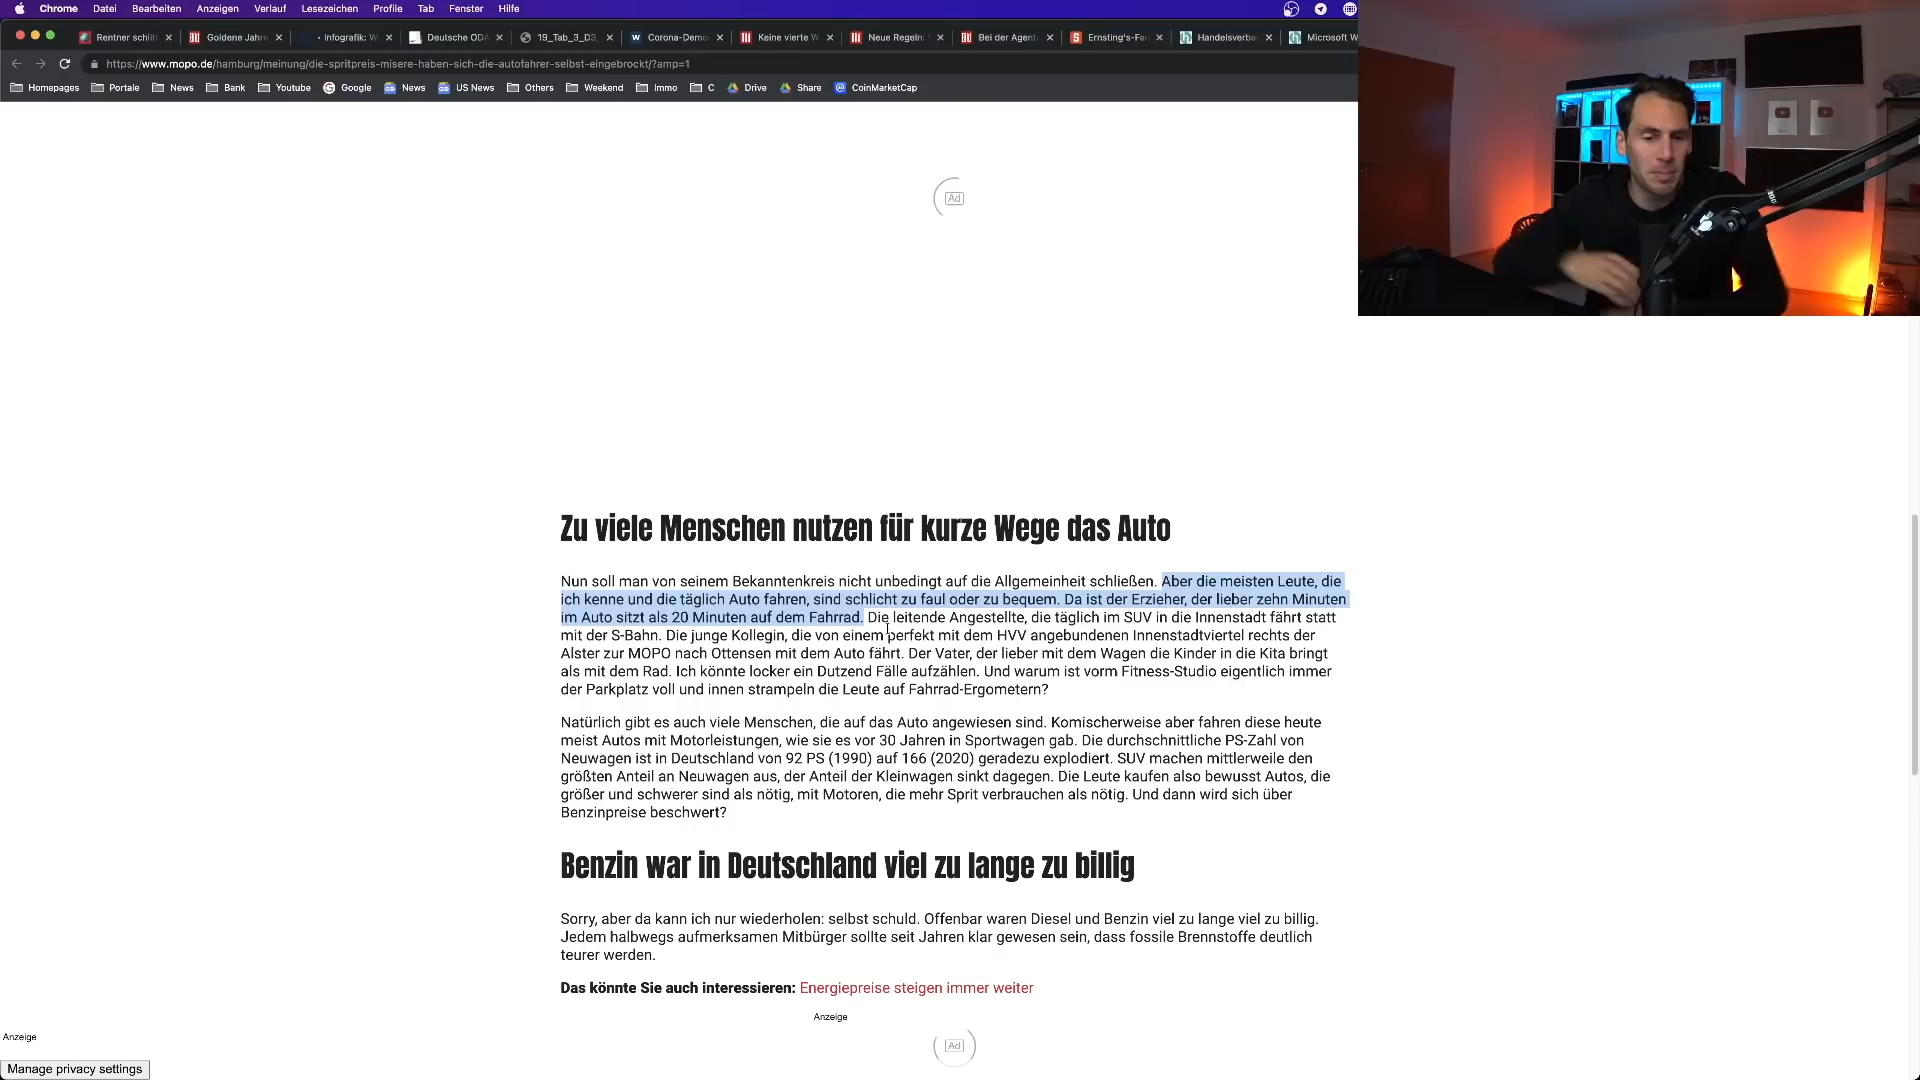 Chrome Datei Bearbeiten Anzeigen Verlauf Lesezeichen Profile Tab Fenster Hilfe
Rentner schlit Goldene Jahre · Infografik: W Deutsche ODA 19_Tab_3_D3_ Corona-Demo Keine vierte W Neue Regeln: Bei der Agent Ernsting's-Fa Handelsverba Microsoft W
https://www.mopo.de/hamburg/meinung/die-spritpreis-misere-haben-sich-die-autofahrer-selbst-eingebrockt/?amp=1
Homepages Portale News Bank Youtube Google News US News Others Weekend Immo C Drive Share CoinMarketCap
Ad
Zu viele Menschen nutzen für kurze Wege das Auto
Nun soll man von seinem Bekanntenkreis nicht unbedingt auf die Allgemeinheit schließen. Aber die meisten Leute, die
ich kenne und die täglich Auto fahren, sind schlicht zu faul oder zu bequem. Da ist der Erzieher, der lieber zehn Minuten
im Auto sitzt als 20 Minuten auf dem Fahrrad. Die leitende Angestellte, die täglich im SUV in die Innenstadt fährt statt
mit der S-Bahn. Die junge Kollegin, die von einem perfekt mit dem HVV angebundenen Innenstadtviertel rechts der
Alster zur MOPO nach Ottensen mit dem Auto fährt. Der Vater, der lieber mit dem Wagen die Kinder in die Kita bringt
als mit dem Rad. Ich könnte locker ein Dutzend Fälle aufzählen. Und warum ist vorm Fitness-Studio eigentlich immer
der Parkplatz voll und innen strampeln die Leute auf Fahrrad-Ergometern?
Natürlich gibt es auch viele Menschen, die auf das Auto angewiesen sind. Komischerweise aber fahren diese heute
meist Autos mit Motorleistungen, wie sie es vor 30 Jahren in Sportwagen gab. Die durchschnittliche PS-Zahl von
Neuwagen ist in Deutschland von 92 PS (1990) auf 166 (2020) geradezu explodiert. SUV machen mittlerweile den
größten Anteil an Neuwagen aus, der Anteil der Kleinwagen sinkt dagegen. Die Leute kaufen also bewusst Autos, die
größer und schwerer sind als nötig, mit Motoren, die mehr Sprit verbrauchen als nötig. Und dann wird sich über
Benzinpreise beschwert?
Benzin war in Deutschland viel zu lange zu billig
Sorry, aber da kann ich nur wiederholen: selbst schuld. Offenbar waren Diesel und Benzin viel zu lange viel zu billig.
Jedem halbwegs aufmerksamen Mitbürger sollte seit Jahren klar gewesen sein, dass fossile Brennstoffe deutlich
teurer werden.
Das könnte Sie auch interessieren: Energiepreise steigen immer weiter
Anzeige
Anzeige
Ad
Manage privacy settings